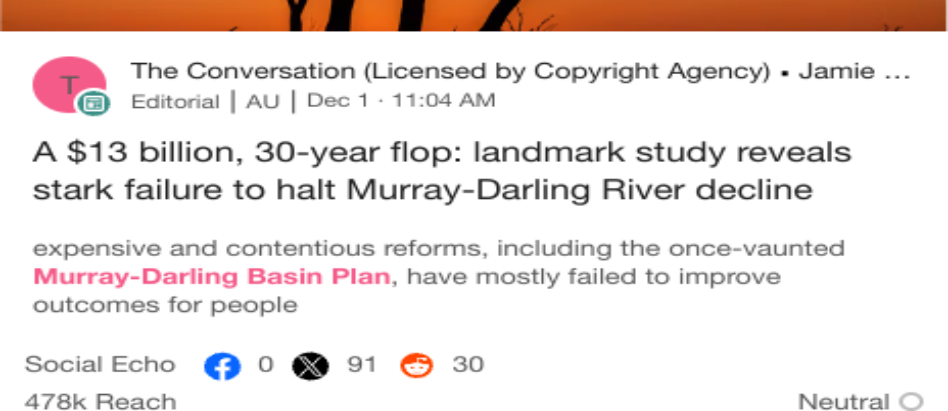 T
The Conversation (Licensed by Copyright Agency) • Jamie ...
Editorial | AU | Dec 1 · 11:04 AM
A $13 billion, 30-year flop: landmark study reveals
stark failure to halt Murray-Darling River decline
expensive and contentious reforms, including the once-vaunted
Murray-Darling Basin Plan, have mostly failed to improve
outcomes for people
Social Echo 0 91 30
478k Reach Neutral